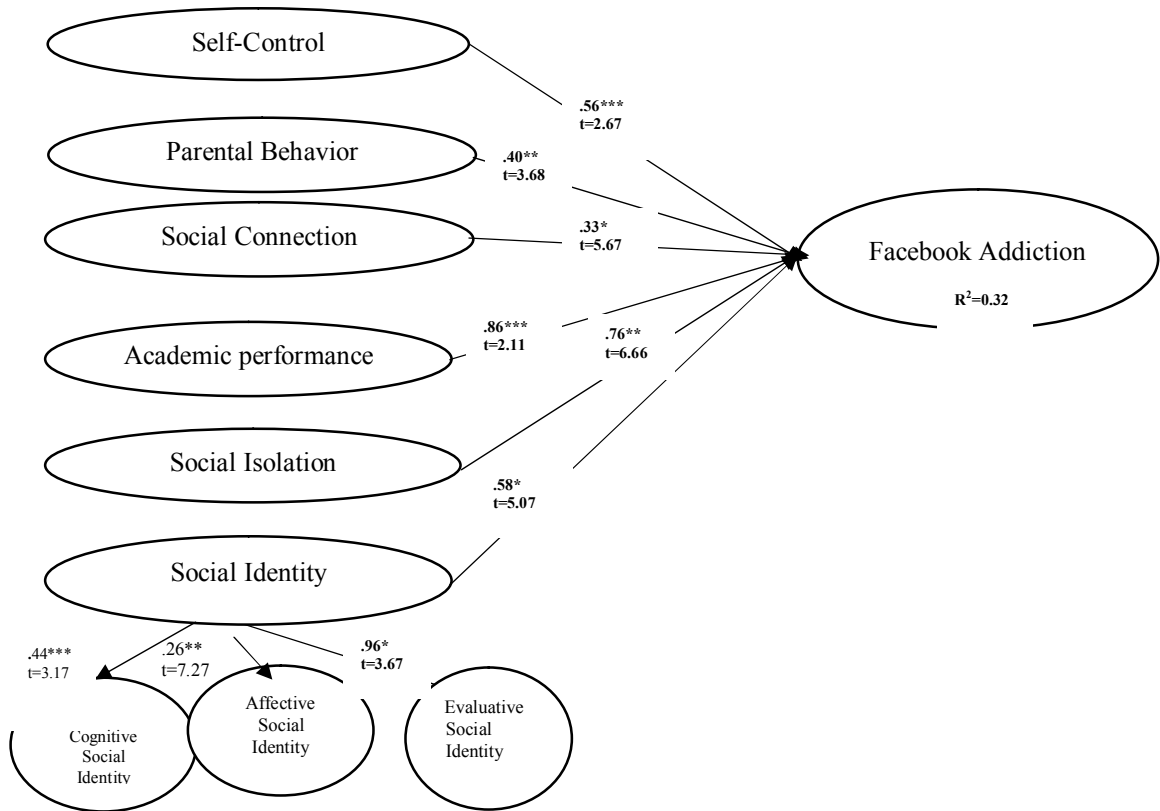 Self-Control
.56***
t=2.67
Parental Behavior
.40**
t=3.68
Social Connection
.33*
t=5.67
Facebook Addiction
R²=0.32
Academic performance
.86***
t=2.11
.76**
t=6.66
Social Isolation
.58*
t=5.07
Social Identity
.44***
t=3.17
.26**
t=7.27
.96*
t=3.67
Cognitive
Social
Identity
Affective
Social
Identity
Evaluative
Social
Identity